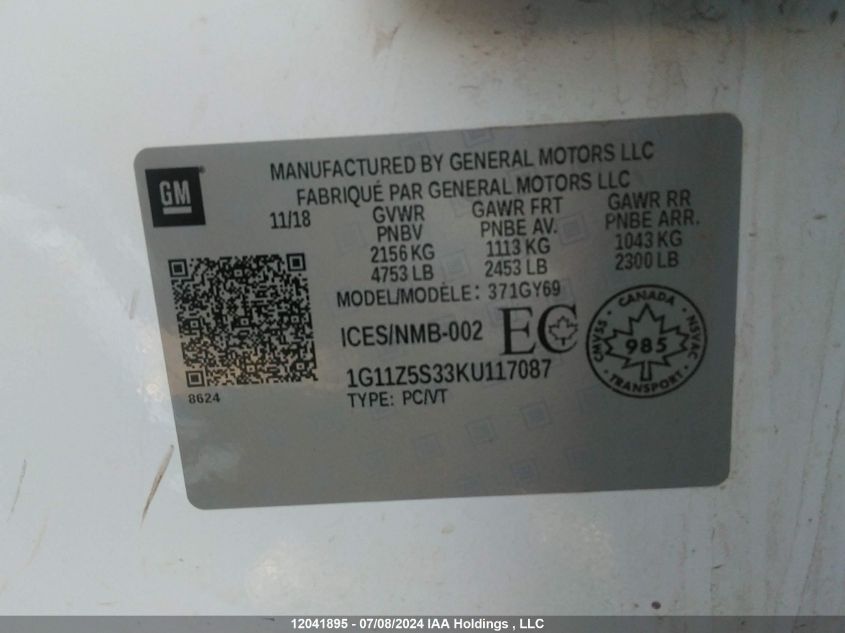 MANUFACTURED BY GENERAL MOTORS LLC
FABRIQUÉ PAR GENERAL MOTORS LLC
GM
11/18 GVWR GAWR FRT GAWR RR
PNBV PNBE AV. PNBE ARR.
2156 KG 1113 KG 1043 KG
4753 LB 2453 LB 2300 LB
MODEL/MODÈLE: 371GY69
ICES/NMB-002 EC
CANADA
CMVSS 985 NSVAC
TRANSPORT
1G11Z5S33KU117087
8624 TYPE: PC/VT
12041895 - 07/08/2024 IAA Holdings , LLC